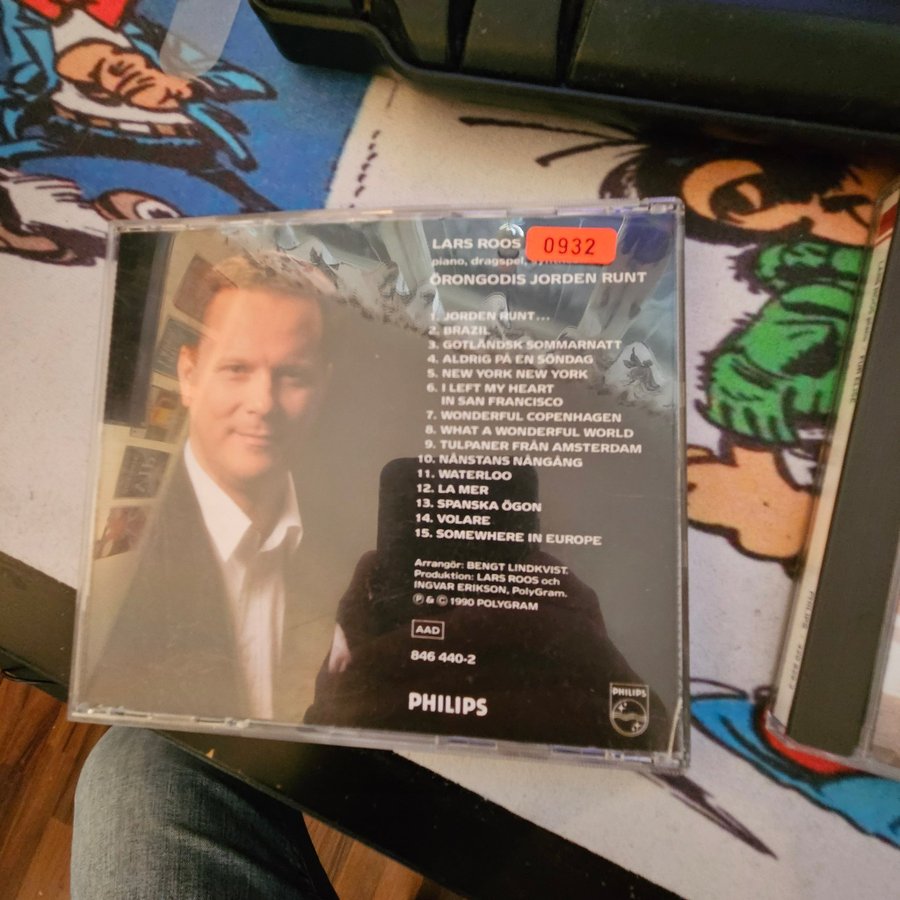 LARS ROOS
0932
piano, dragspel,
ÖRONGODIS JORDEN RUNT
1. JORDEN RUNT...
2. BRAZIL
3. GOTLÄNDSK SOMMARNATT
4. ALDRIG PÅ EN SÖNDAG
5. NEW YORK NEW YORK
6. I LEFT MY HEART
IN SAN FRANCISCO
7. WONDERFUL COPENHAGEN
8. WHAT A WONDERFUL WORLD
9. TULPANER FRÅN AMSTERDAM
10. NÅNSTANS NÅNGÅNG
11. WATERLOO
12. LA MER
13. SPANSKA ÖGON
14. VOLARE
15. SOMEWHERE IN EUROPE
Arrangör: BENGT LINDKVIST.
Produktion: LARS ROOS och
INGVAR ERIKSON, PolyGram.
Ⓟ & © 1990 POLYGRAM
AAD
846 440-2
PHILIPS
PHILIPS